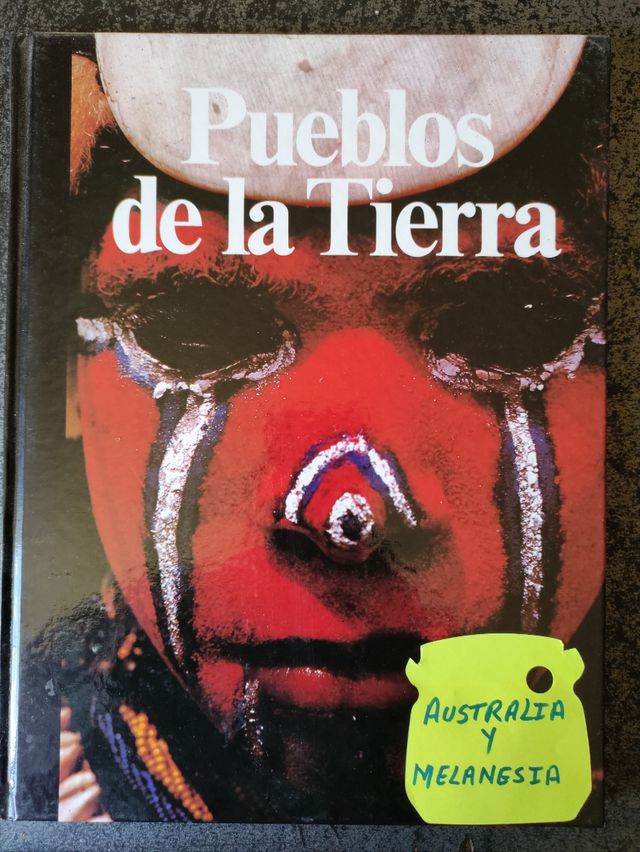 Pueblos
de la Tierra
AUSTRALIA
Y
MELANESIA